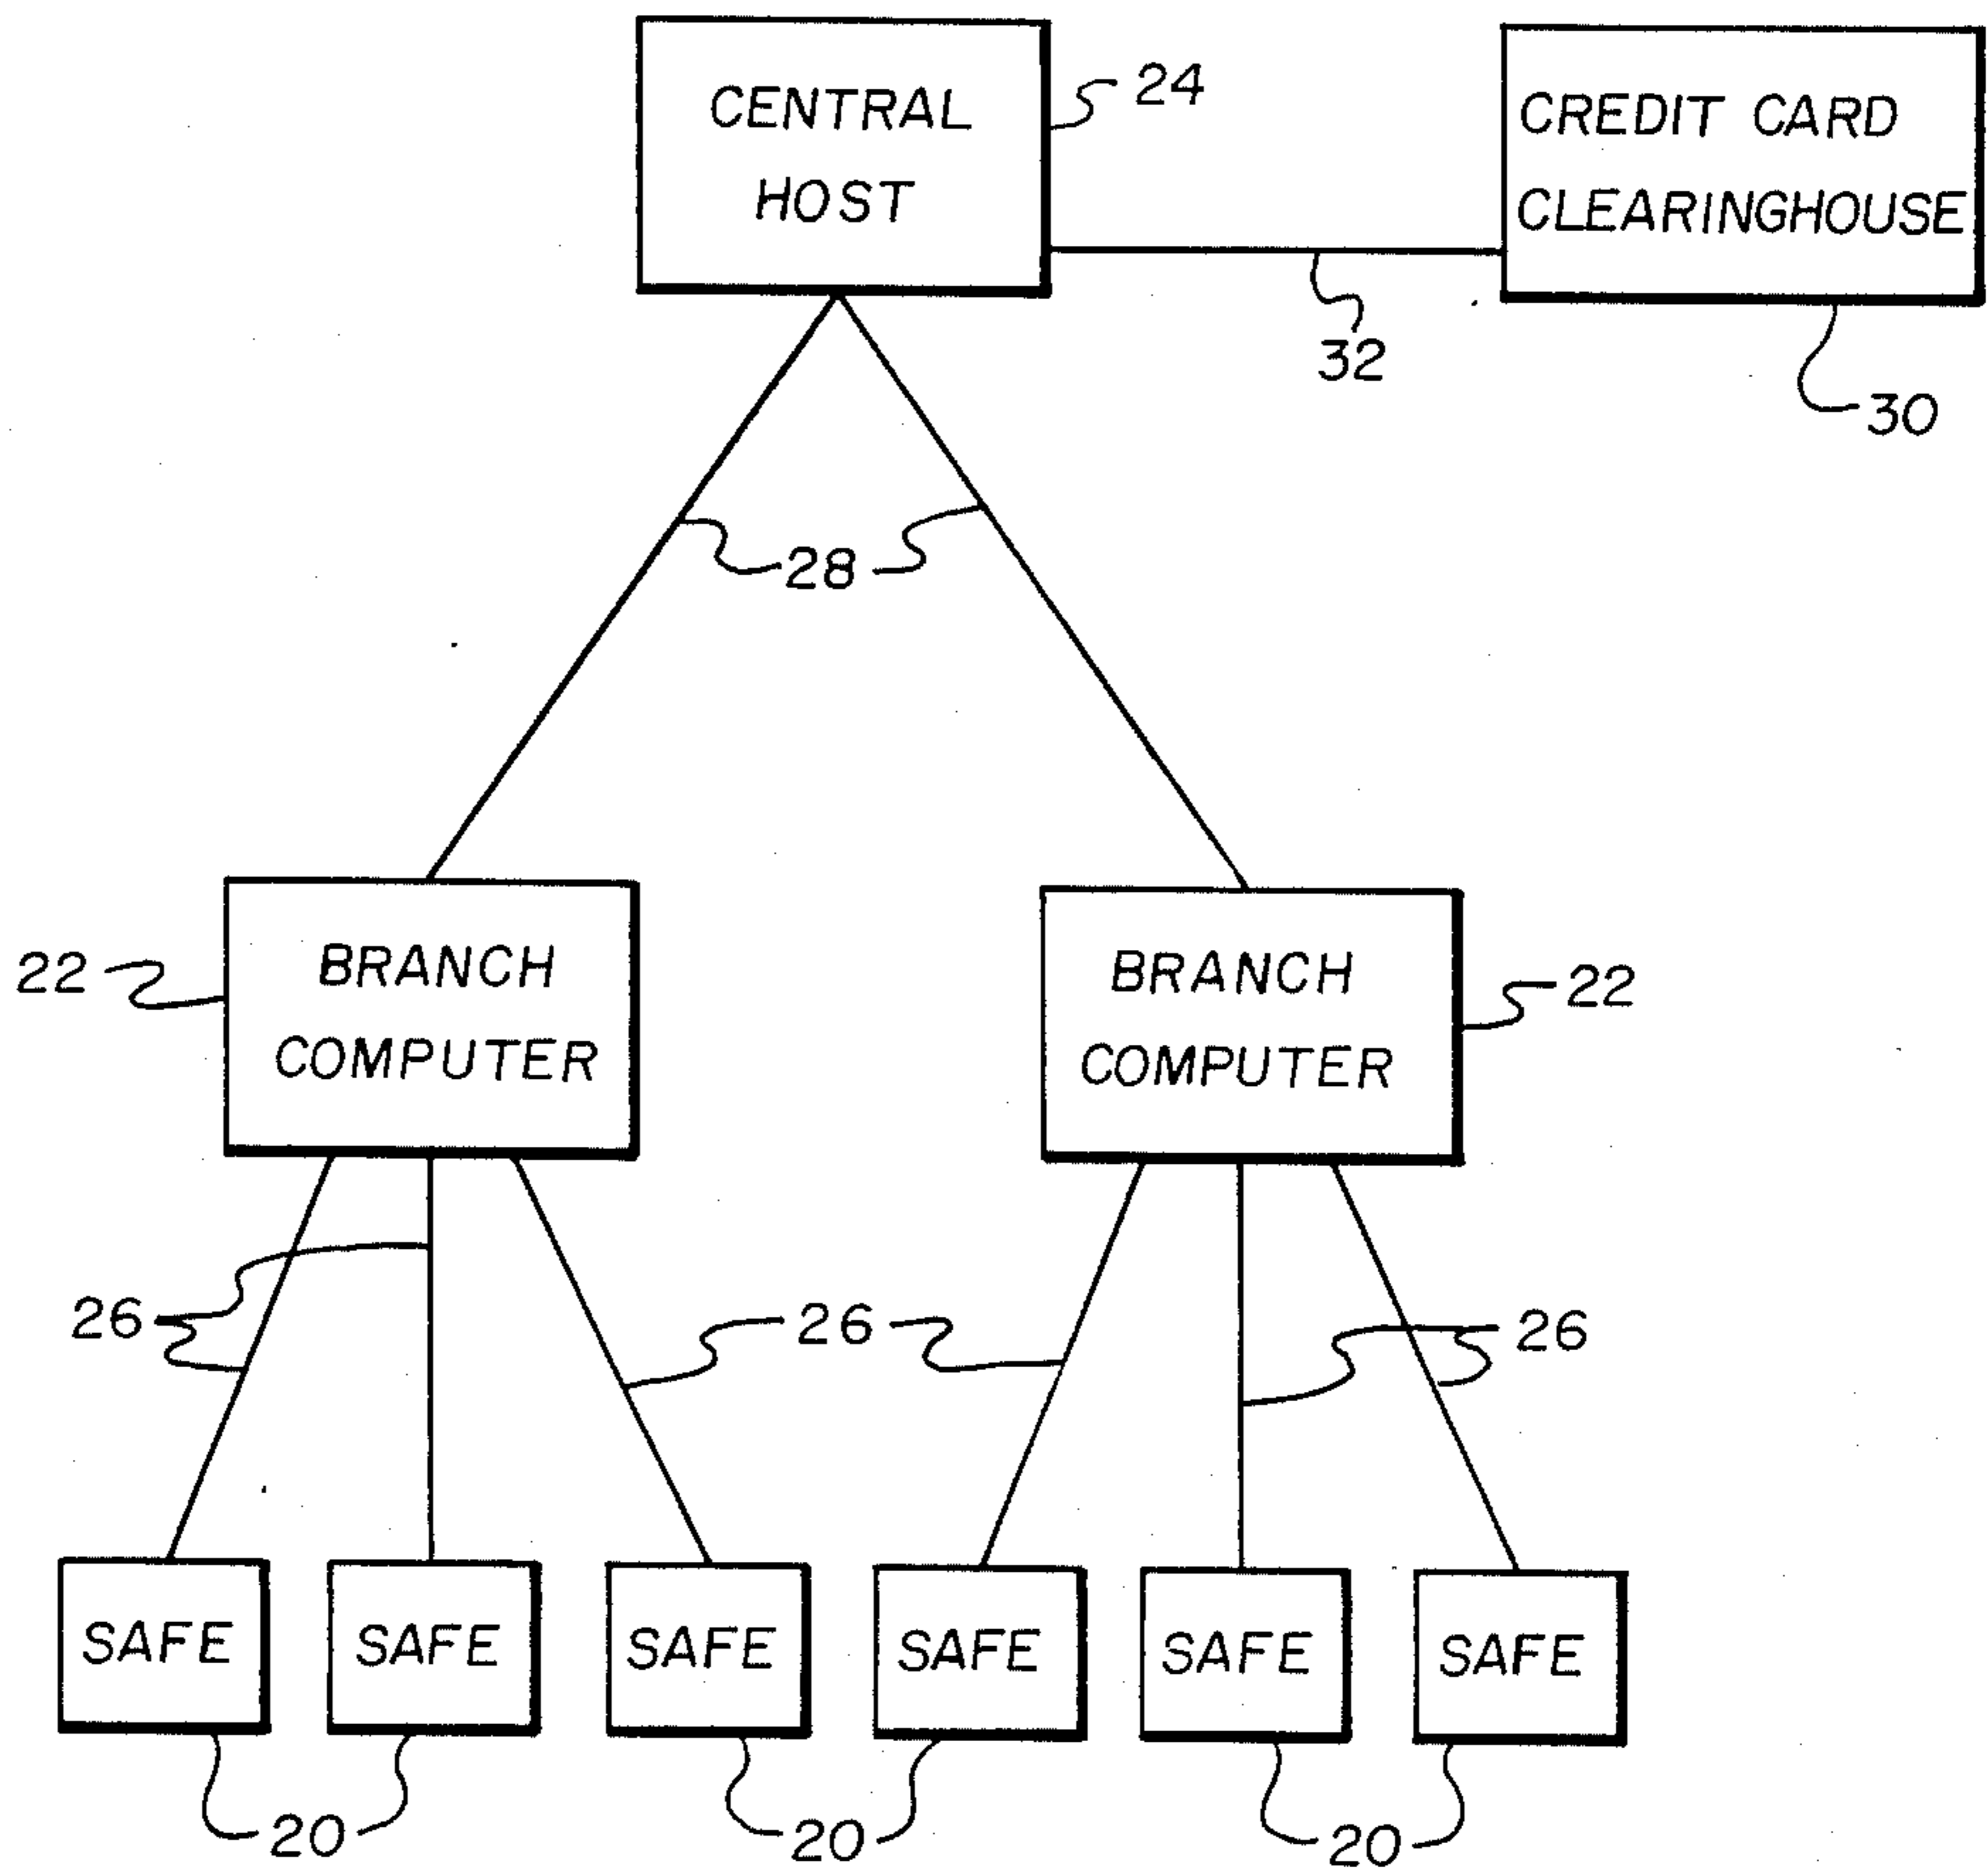 CENTRAL
HOST
24
CREDIT CARD
CLEARINGHOUSE
32
30
28
22
BRANCH
COMPUTER
BRANCH
COMPUTER
22
26
26
26
SAFE
SAFE
SAFE
SAFE
SAFE
SAFE
20
20
20